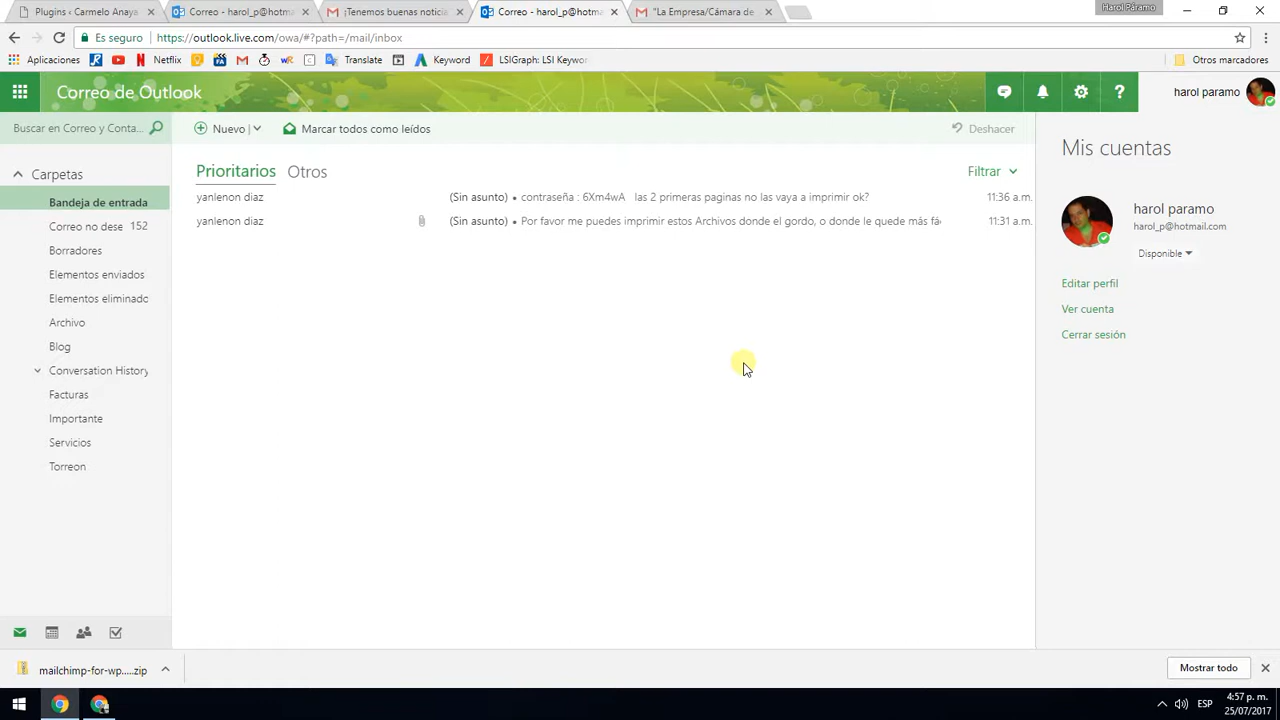 Plugins ‹ Carmelo Anaya
Correo - harol_p@hotm
¡Tenemos buenas noticia
Correo - harol_p@hotma
"La Empresa/Cámara de
Harol Páramo
Es seguro
https://outlook.live.com/owa/#?path=/mail/inbox
Aplicaciones
Netflix
Translate
Keyword
LSIGraph: LSI Keywor
Otros marcadores
Correo de Outlook
harol paramo
Buscar en Correo y Conta...
Nuevo
Marcar todos como leídos
Deshacer
Carpetas
Bandeja de entrada
Correo no dese 152
Borradores
Elementos enviados
Elementos eliminado
Archivo
Blog
Conversation History
Facturas
Importante
Servicios
Torreon
Prioritarios
Otros
Filtrar
yanlenon diaz (Sin asunto) • contraseña : 6Xm4wA las 2 primeras paginas no las vaya a imprimir ok? 11:36 a.m.
yanlenon diaz (Sin asunto) • Por favor me puedes imprimir estos Archivos donde el gordo, o donde le quede más fác 11:31 a.m.
Mis cuentas
harol paramo
harol_p@hotmail.com
Disponible
Editar perfil
Ver cuenta
Cerrar sesión
mailchimp-for-wp.....zip
Mostrar todo
ESP
4:57 p. m.
25/07/2017